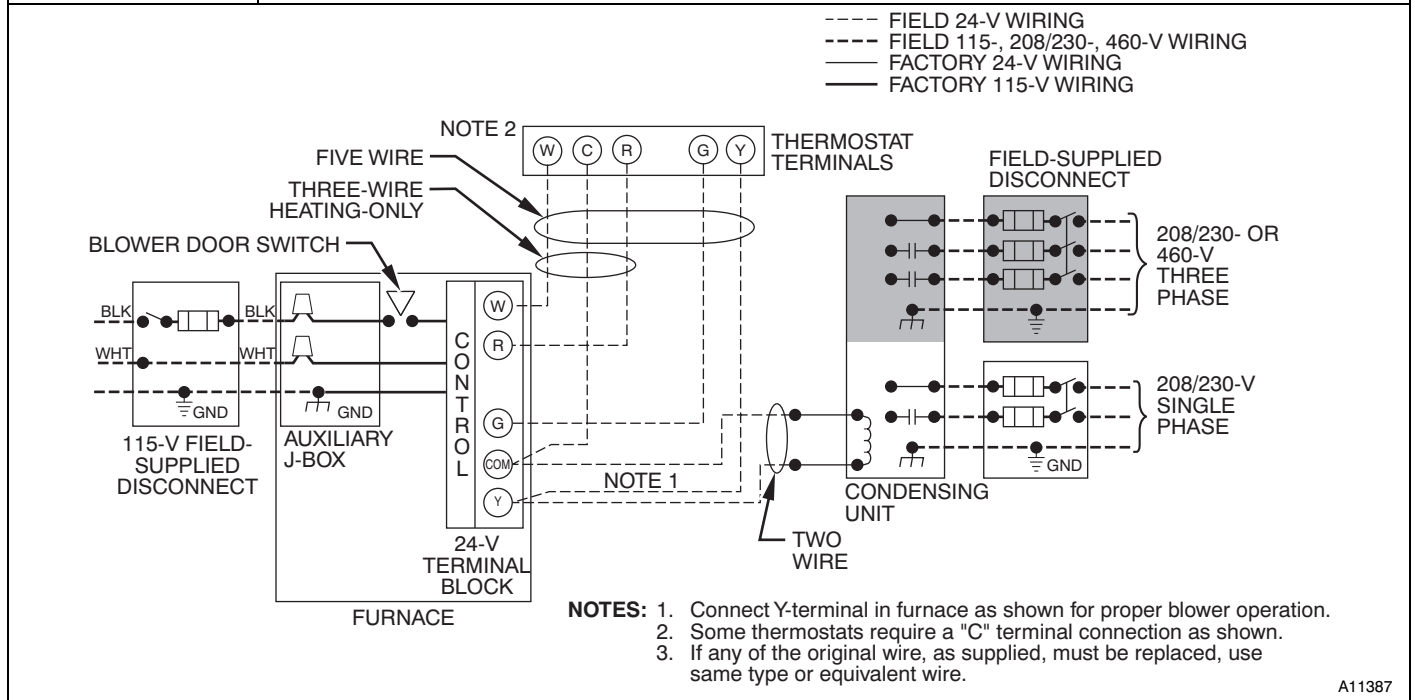 FIELD 24-V WIRING
FIELD 115-, 208/230-, 460-V WIRING
FACTORY 24-V WIRING
FACTORY 115-V WIRING
NOTE 2
W C R G Y
THERMOSTAT
TERMINALS
FIVE WIRE
THREE-WIRE
HEATING-ONLY
BLOWER DOOR SWITCH
FIELD-SUPPLIED
DISCONNECT
208/230- OR
460-V
THREE
PHASE
BLK
BLK
WHT
WHT
GND
GND
115-V FIELD-
SUPPLIED
DISCONNECT
AUXILIARY
J-BOX
CONTROL
W
R
G
COM
Y
24-V
TERMINAL
BLOCK
FURNACE
NOTE 1
TWO
WIRE
CONDENSING
UNIT
208/230-V
SINGLE
PHASE
GND
NOTES: 1. Connect Y-terminal in furnace as shown for proper blower operation.
2. Some thermostats require a "C" terminal connection as shown.
3. If any of the original wire, as supplied, must be replaced, use
same type or equivalent wire.
A11387